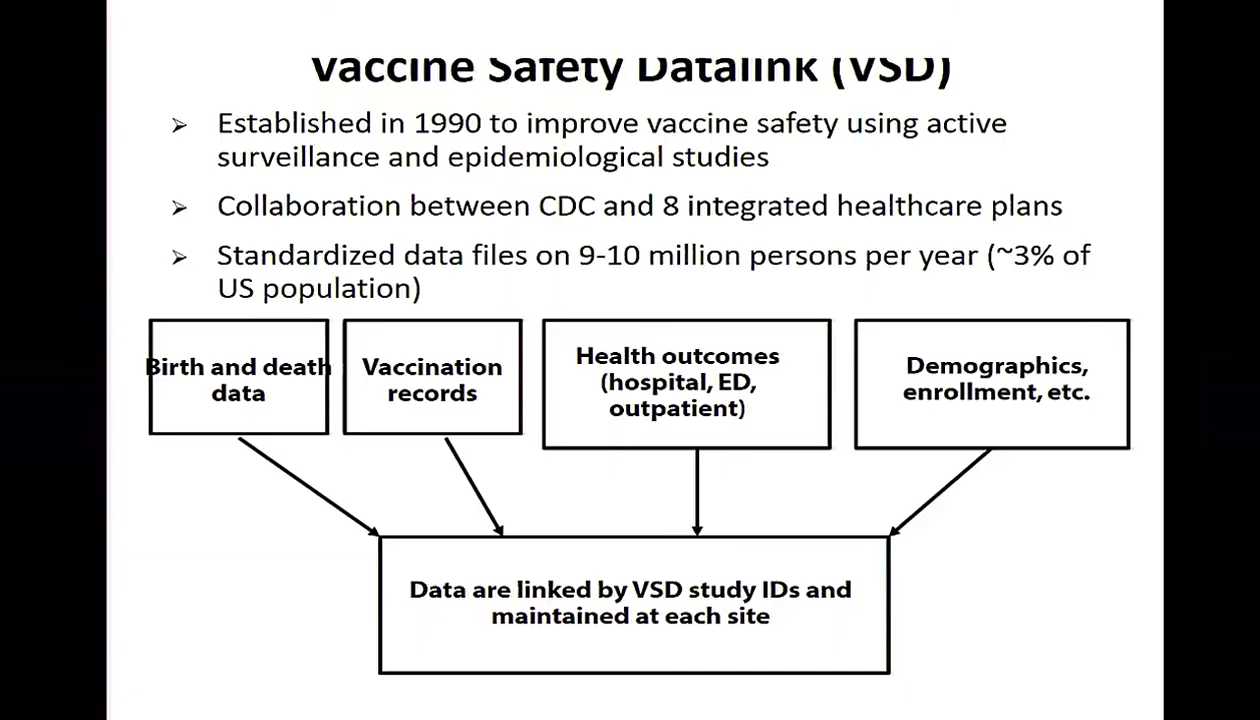 Vaccine Safety Datalink (VSD)
➢ Established in 1990 to improve vaccine safety using active
surveillance and epidemiological studies
➢ Collaboration between CDC and 8 integrated healthcare plans
➢ Standardized data files on 9-10 million persons per year (~3% of
US population)
Birth and death
data
Vaccination
records
Health outcomes
(hospital, ED,
outpatient)
Demographics,
enrollment, etc.
Data are linked by VSD study IDs and
maintained at each site